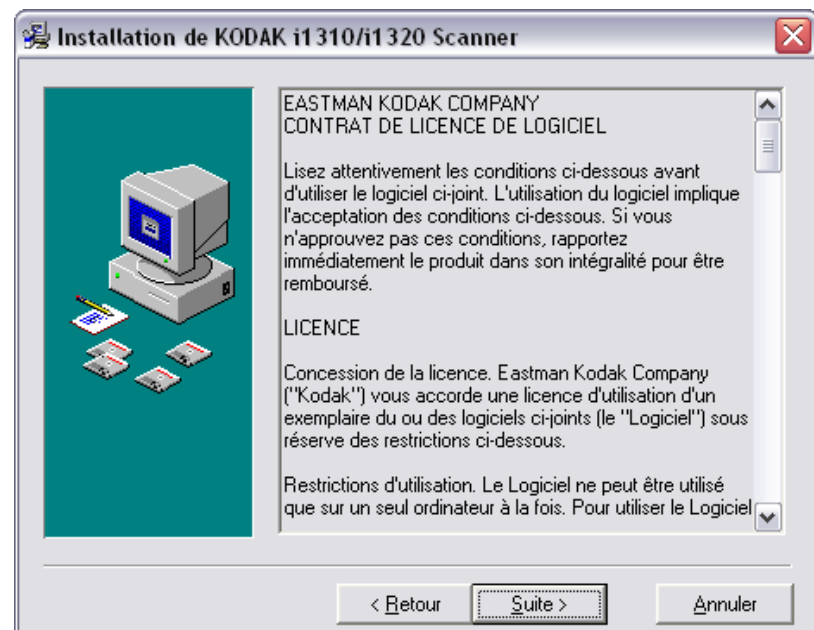 Installation de KODAK i1310/i1320 Scanner
EASTMAN KODAK COMPANY
CONTRAT DE LICENCE DE LOGICIEL
Lisez attentivement les conditions ci-dessous avant
d'utiliser le logiciel ci-joint. L'utilisation du logiciel implique
l'acceptation des conditions ci-dessous. Si vous
n'approuvez pas ces conditions, rapportez
immédiatement le produit dans son intégralité pour être
remboursé.
LICENCE
Concession de la licence. Eastman Kodak Company
("Kodak") vous accorde une licence d'utilisation d'un
exemplaire du ou des logiciels ci-joints (le "Logiciel") sous
réserve des restrictions ci-dessous.
Restrictions d'utilisation. Le Logiciel ne peut être utilisé
que sur un seul ordinateur à la fois. Pour utiliser le Logiciel
< Retour
Suite >
Annuler